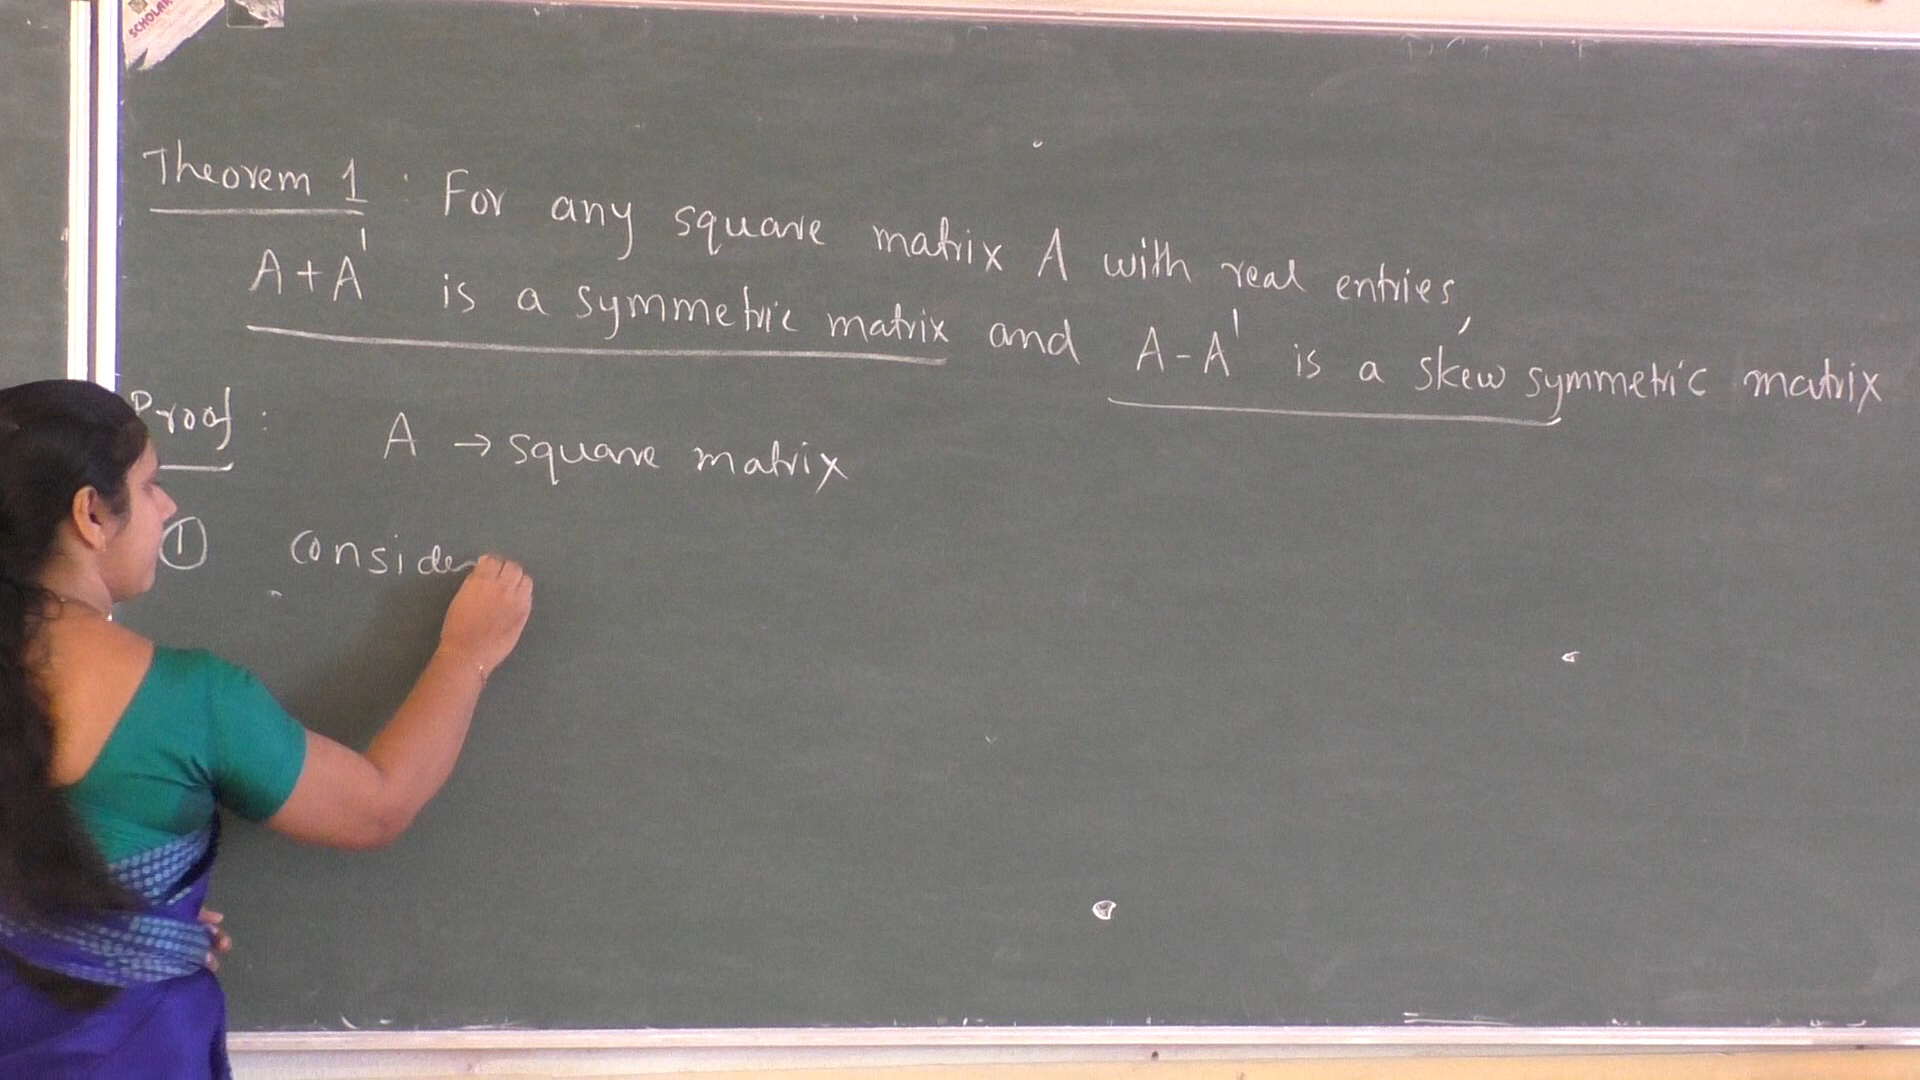 SCHOLAR
Theorem 1 : For any square matrix A with real entries,
A+A' is a symmetric matrix and A-A' is a skew symmetric matrix
Proof : A → square matrix
① Consider